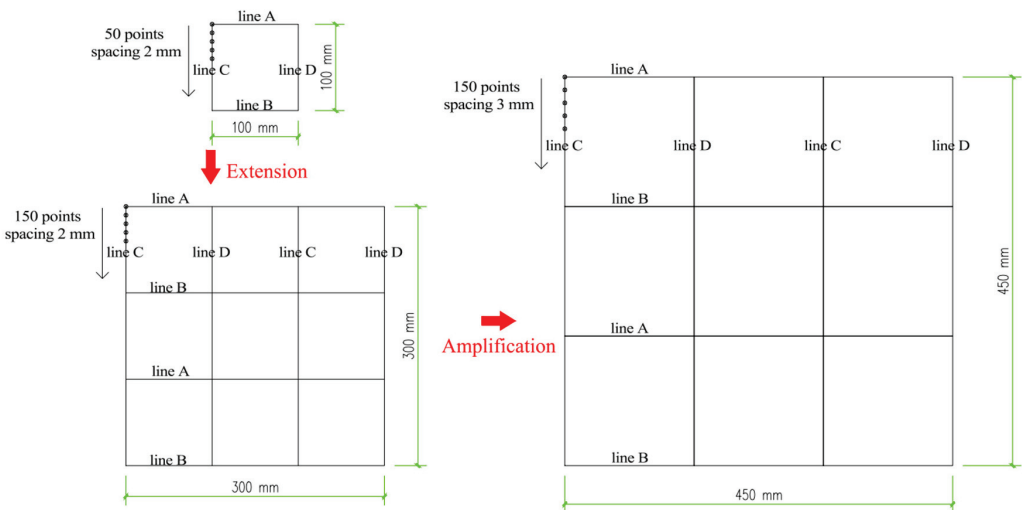 line A
50 points
spacing 2 mm
line C
line D
100 mm
line B
100 mm
Extension
line A
150 points
spacing 2 mm
line C
line D
line C
line D
line B
300 mm
line A
line B
300 mm
Amplification
line A
150 points
spacing 3 mm
line C
line D
line C
line D
line B
450 mm
line A
line B
450 mm